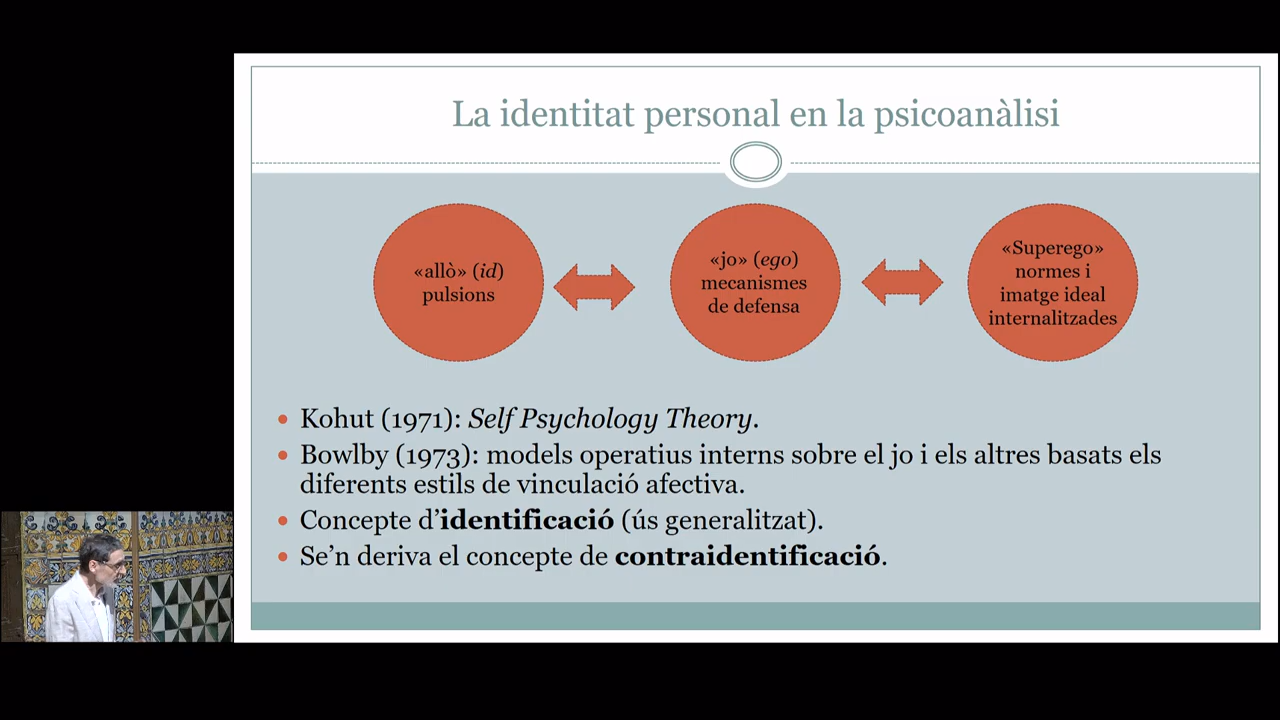 La identitat personal en la psicoanàlisi
«allò» (id)
pulsions
«jo» (ego)
mecanismes
de defensa
«Superego»
normes i
imatge ideal
internalitzades
Kohut (1971): Self Psychology Theory.
Bowlby (1973): models operatius interns sobre el jo i els altres basats els
diferents estils de vinculació afectiva.
Concepte d’identificació (ús generalitzat).
Se’n deriva el concepte de contraidentificació.